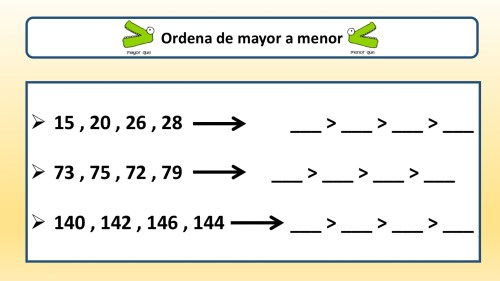 Ordena de mayor a menor
mayor que
menor que
15 , 20 , 26 , 28 ___ > ___ > ___ > ___
73 , 75 , 72 , 79 ___ > ___ > ___ > ___
140 , 142 , 146 , 144 ___ > ___ > ___ > ___